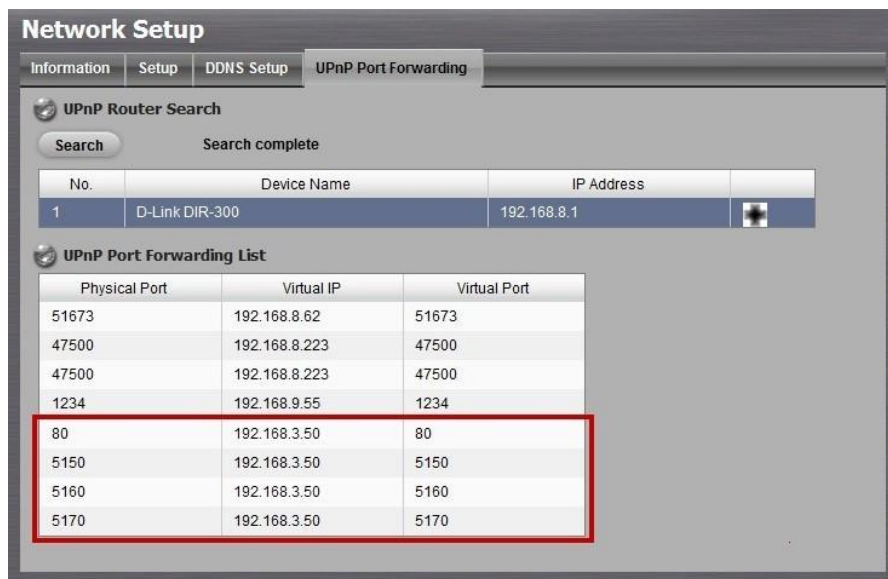 Network Setup
Information Setup DDNS Setup UPnP Port Forwarding
UPnP Router Search
Search Search complete
No. Device Name IP Address
1 D-Link DIR-300 192.168.8.1
UPnP Port Forwarding List
Physical Port Virtual IP Virtual Port
51673 192.168.8.62 51673
47500 192.168.8.223 47500
47500 192.168.8.223 47500
1234 192.168.9.55 1234
80 192.168.3.50 80
5150 192.168.3.50 5150
5160 192.168.3.50 5160
5170 192.168.3.50 5170